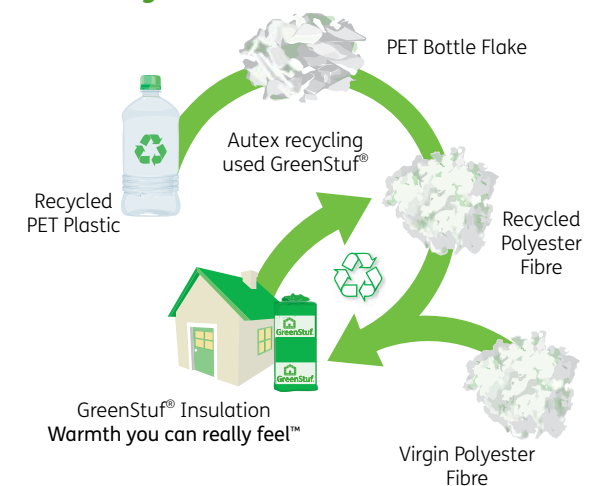 PET Bottle Flake
Autex recycling
used GreenStuf®
Recycled
PET Plastic
Recycled
Polyester
Fibre
GreenStuf.
GreenStuf.
GreenStuf® Insulation
Warmth you can really feel™
Virgin Polyester
Fibre